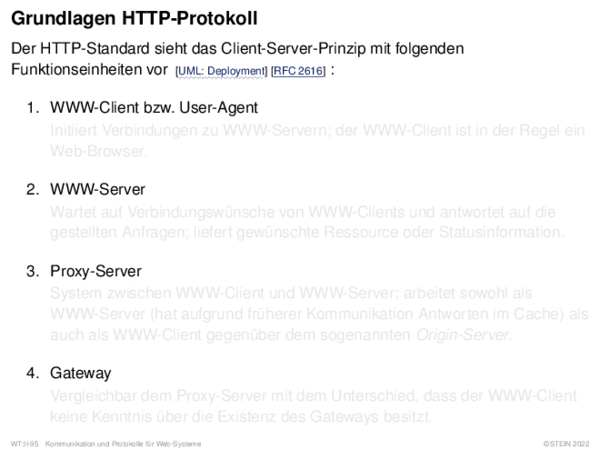 Grundlagen HTTP-Protokoll
Der HTTP-Standard sieht das Client-Server-Prinzip mit folgenden
Funktionseinheiten vor [UML: Deployment] [RFC 2616] :
1. WWW-Client bzw. User-Agent
Initiiert Verbindungen zu WWW-Servern; der WWW-Client ist in der Regel ein
Web-Browser.
2. WWW-Server
Wartet auf Verbindungswünsche von WWW-Clients und antwortet auf die
gestellten Anfragen; liefert gewünschte Ressource oder Statusinformation.
3. Proxy-Server
System zwischen WWW-Client und WWW-Server; arbeitet sowohl als
WWW-Server (hat aufgrund früherer Kommunikation Antworten im Cache) als
auch als WWW-Client gegenüber dem sogenannten Origin-Server.
4. Gateway
Vergleichbar dem Proxy-Server mit dem Unterschied, dass der WWW-Client
keine Kenntnis über die Existenz des Gateways besitzt.
WT:II-95 Kommunikation und Protokolle für Web-Systeme ©STEIN 2022